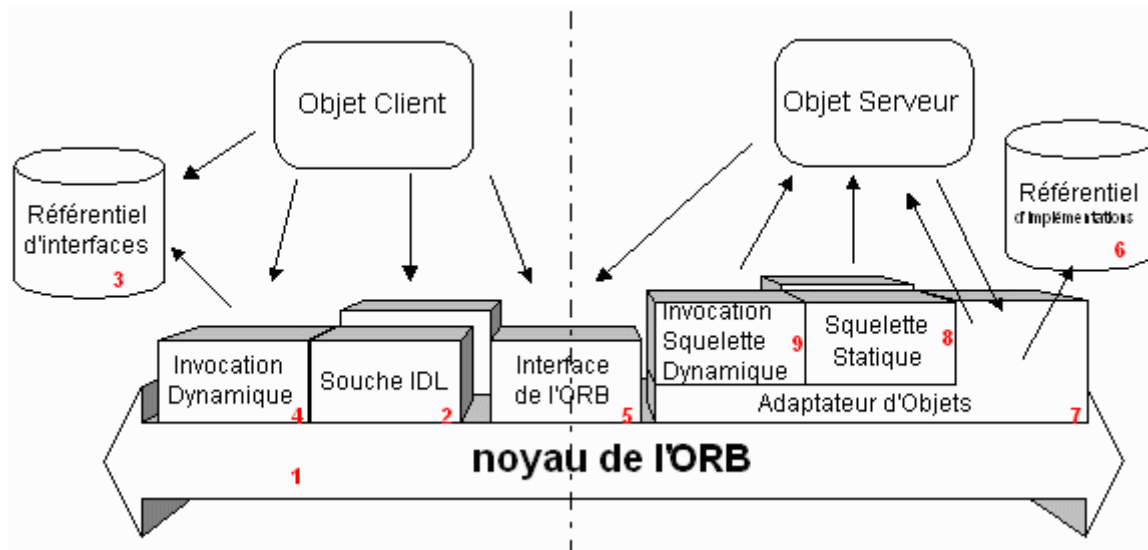 Objet Client
Objet Serveur
Référentiel
d'interfaces
3
Référentiel
d'Implémentations
6
Invocation
Dynamique
4
Souche IDL
2
Interface
de l'ORB
5
Invocation
Squelette
Dynamique
9
Squelette
Statique
8
Adaptateur d'Objets
7
noyau de l'ORB
1